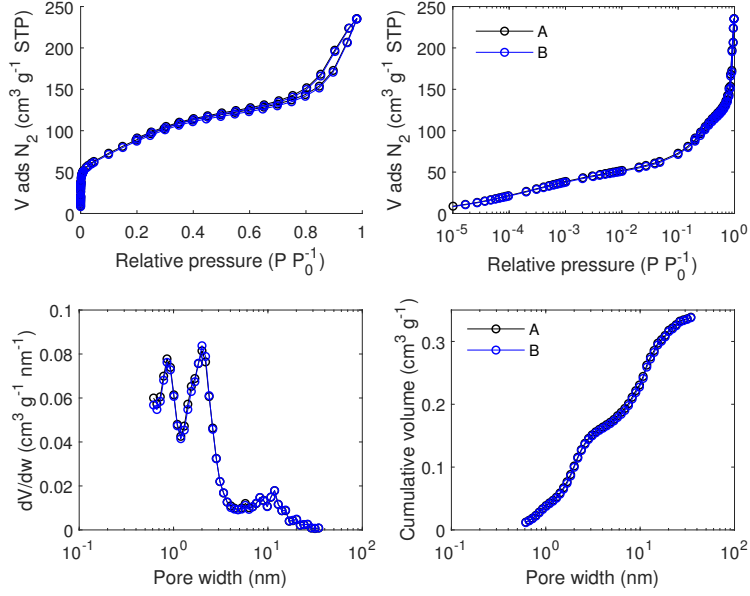 V ads N₂ (cm³ g⁻¹ STP)
250
200
150
100
50
0
0 0.2 0.4 0.6 0.8 1
Relative pressure (P P₀⁻¹)
V ads N₂ (cm³ g⁻¹ STP)
250
200
150
100
50
0
A
B
10⁻⁵ 10⁻⁴ 10⁻³ 10⁻² 10⁻¹ 10⁰
Relative pressure (P P₀⁻¹)
dV/dw (cm³ g⁻¹ nm⁻¹)
0.1
0.08
0.06
0.04
0.02
0
10⁻¹ 10⁰ 10¹ 10²
Pore width (nm)
Cumulative volume (cm³ g⁻¹)
0.3
0.2
0.1
0
A
B
10⁻¹ 10⁰ 10¹ 10²
Pore width (nm)